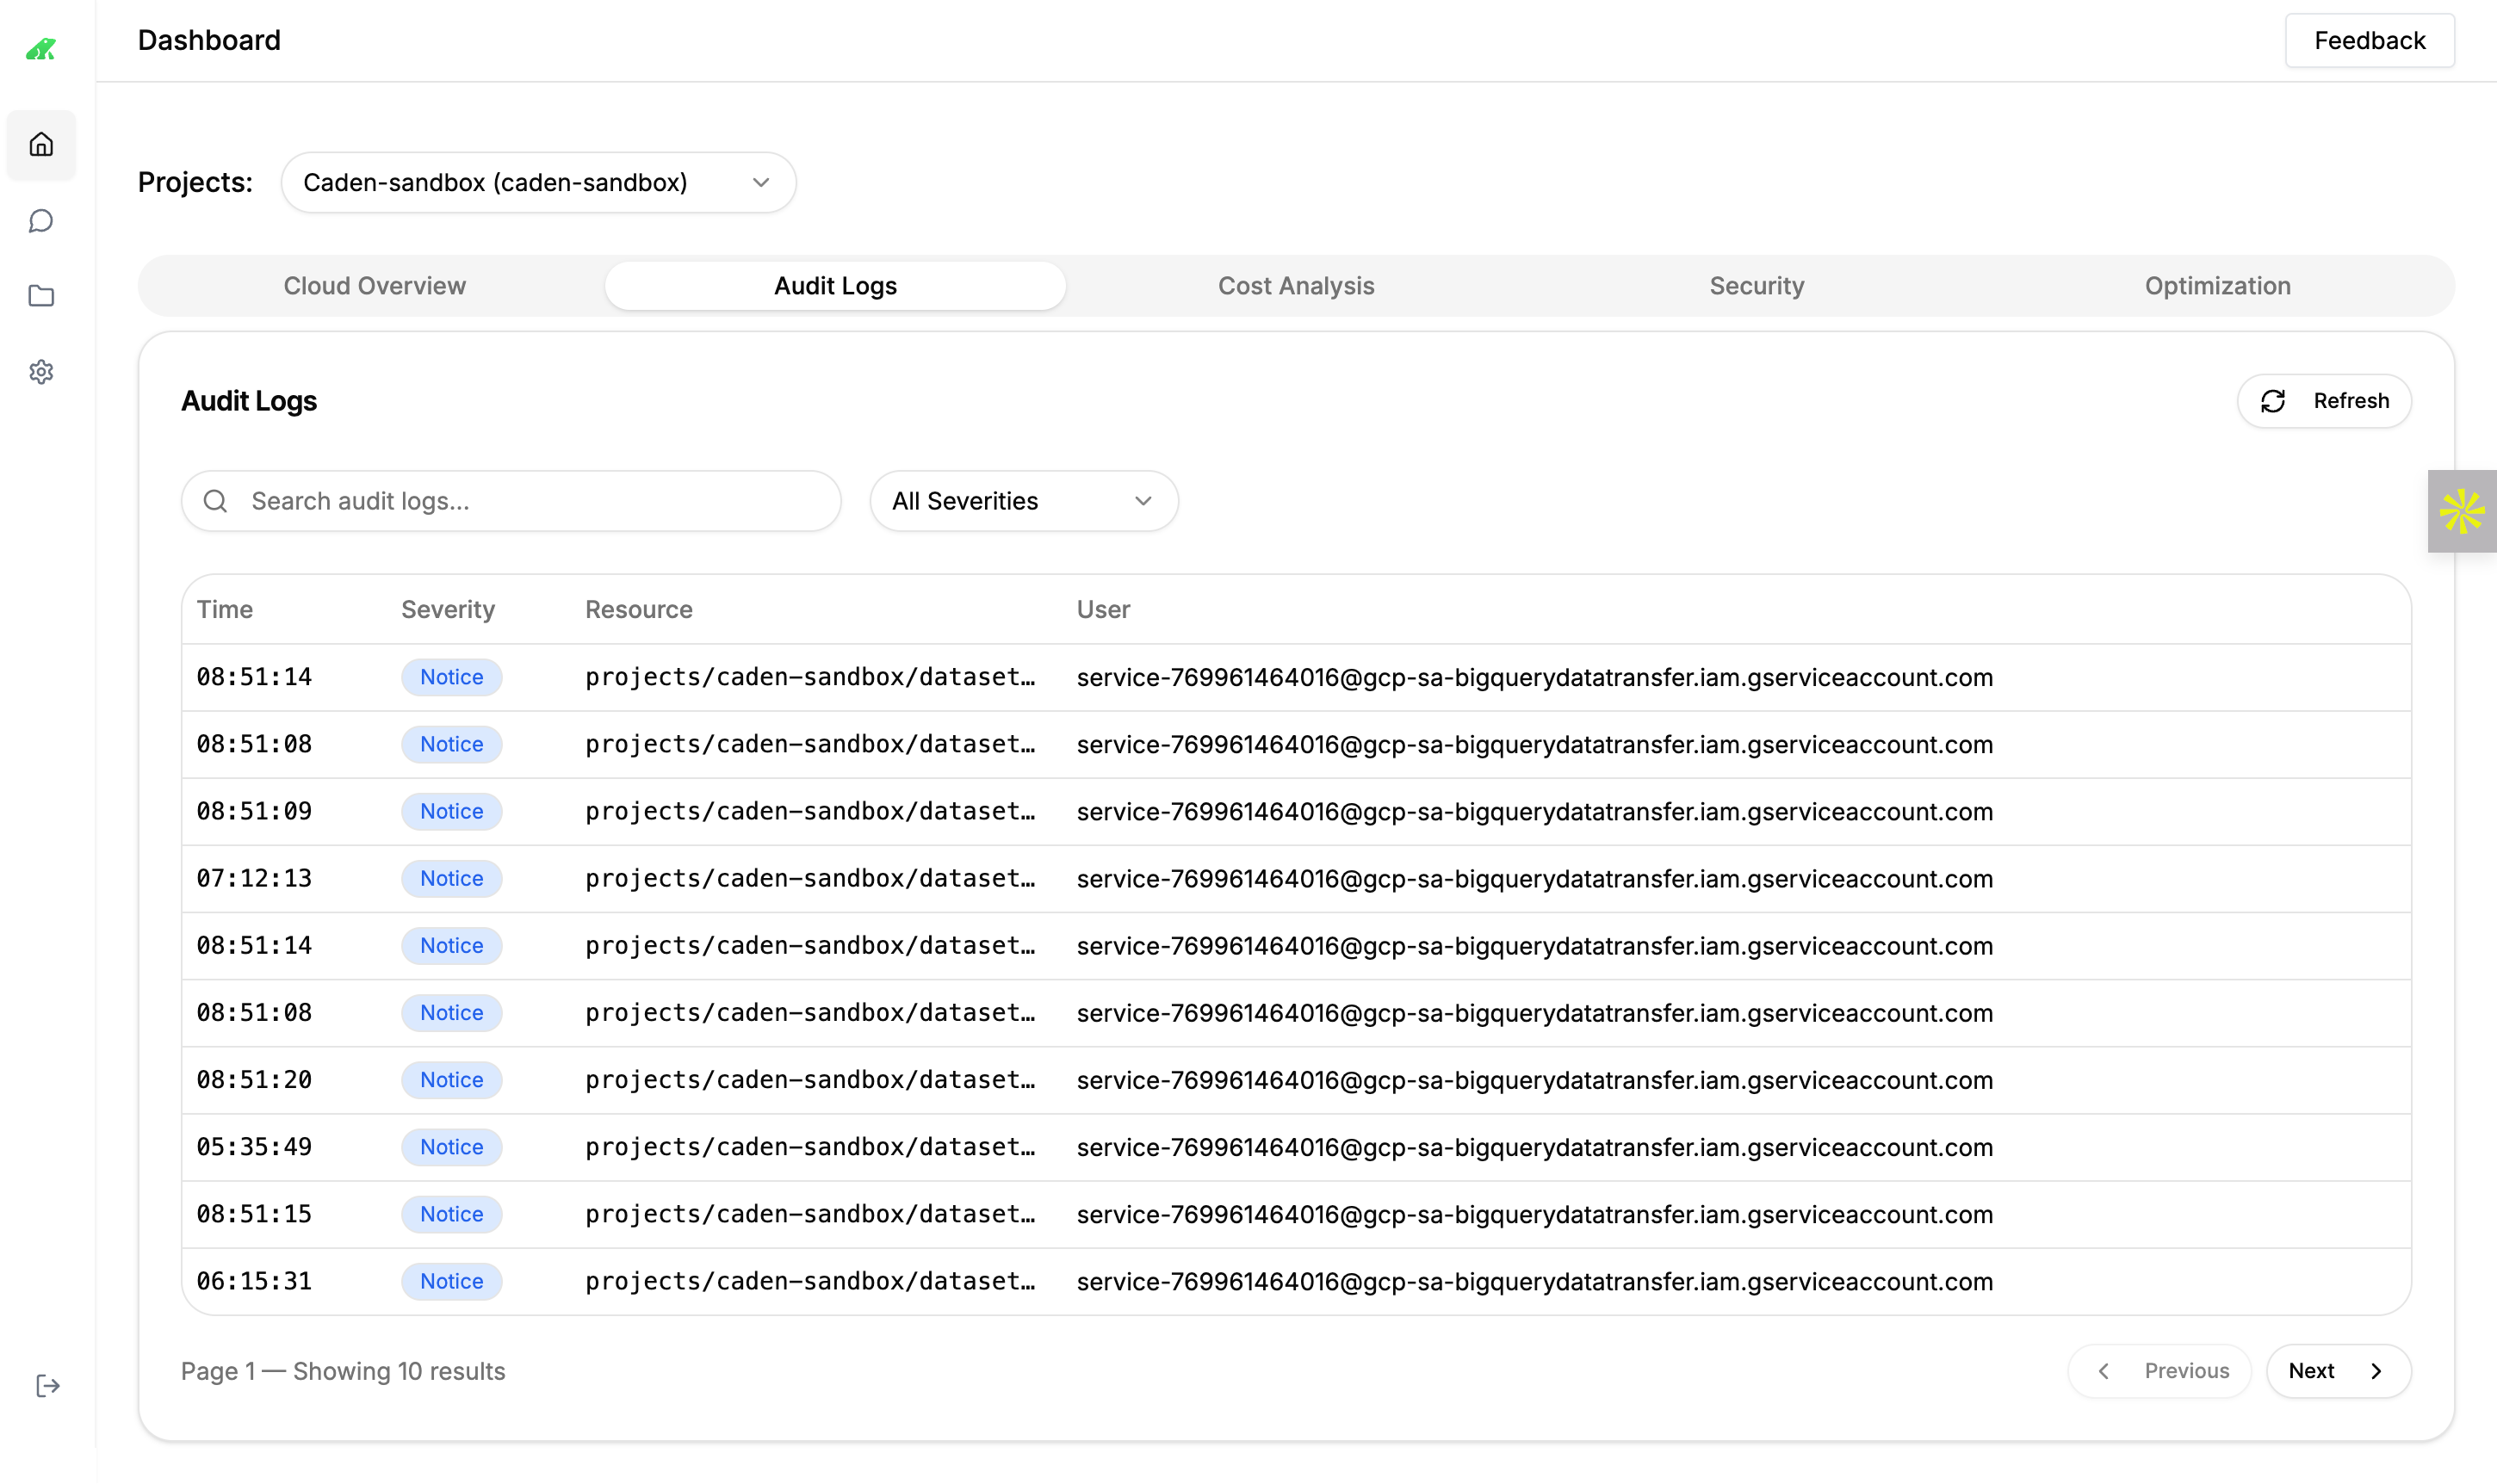 Dashboard
Feedback
Projects:
Caden-sandbox (caden-sandbox)
Cloud Overview
Audit Logs
Cost Analysis
Security
Optimization
Audit Logs
Refresh
Search audit logs...
All Severities
Time Severity Resource User
08:51:14 Notice projects/caden-sandbox/dataset… service-769961464016@gcp-sa-bigquerydatatransfer.iam.gserviceaccount.com
08:51:08 Notice projects/caden-sandbox/dataset… service-769961464016@gcp-sa-bigquerydatatransfer.iam.gserviceaccount.com
08:51:09 Notice projects/caden-sandbox/dataset… service-769961464016@gcp-sa-bigquerydatatransfer.iam.gserviceaccount.com
07:12:13 Notice projects/caden-sandbox/dataset… service-769961464016@gcp-sa-bigquerydatatransfer.iam.gserviceaccount.com
08:51:14 Notice projects/caden-sandbox/dataset… service-769961464016@gcp-sa-bigquerydatatransfer.iam.gserviceaccount.com
08:51:08 Notice projects/caden-sandbox/dataset… service-769961464016@gcp-sa-bigquerydatatransfer.iam.gserviceaccount.com
08:51:20 Notice projects/caden-sandbox/dataset… service-769961464016@gcp-sa-bigquerydatatransfer.iam.gserviceaccount.com
05:35:49 Notice projects/caden-sandbox/dataset… service-769961464016@gcp-sa-bigquerydatatransfer.iam.gserviceaccount.com
08:51:15 Notice projects/caden-sandbox/dataset… service-769961464016@gcp-sa-bigquerydatatransfer.iam.gserviceaccount.com
06:15:31 Notice projects/caden-sandbox/dataset… service-769961464016@gcp-sa-bigquerydatatransfer.iam.gserviceaccount.com
Page 1 — Showing 10 results
Previous
Next